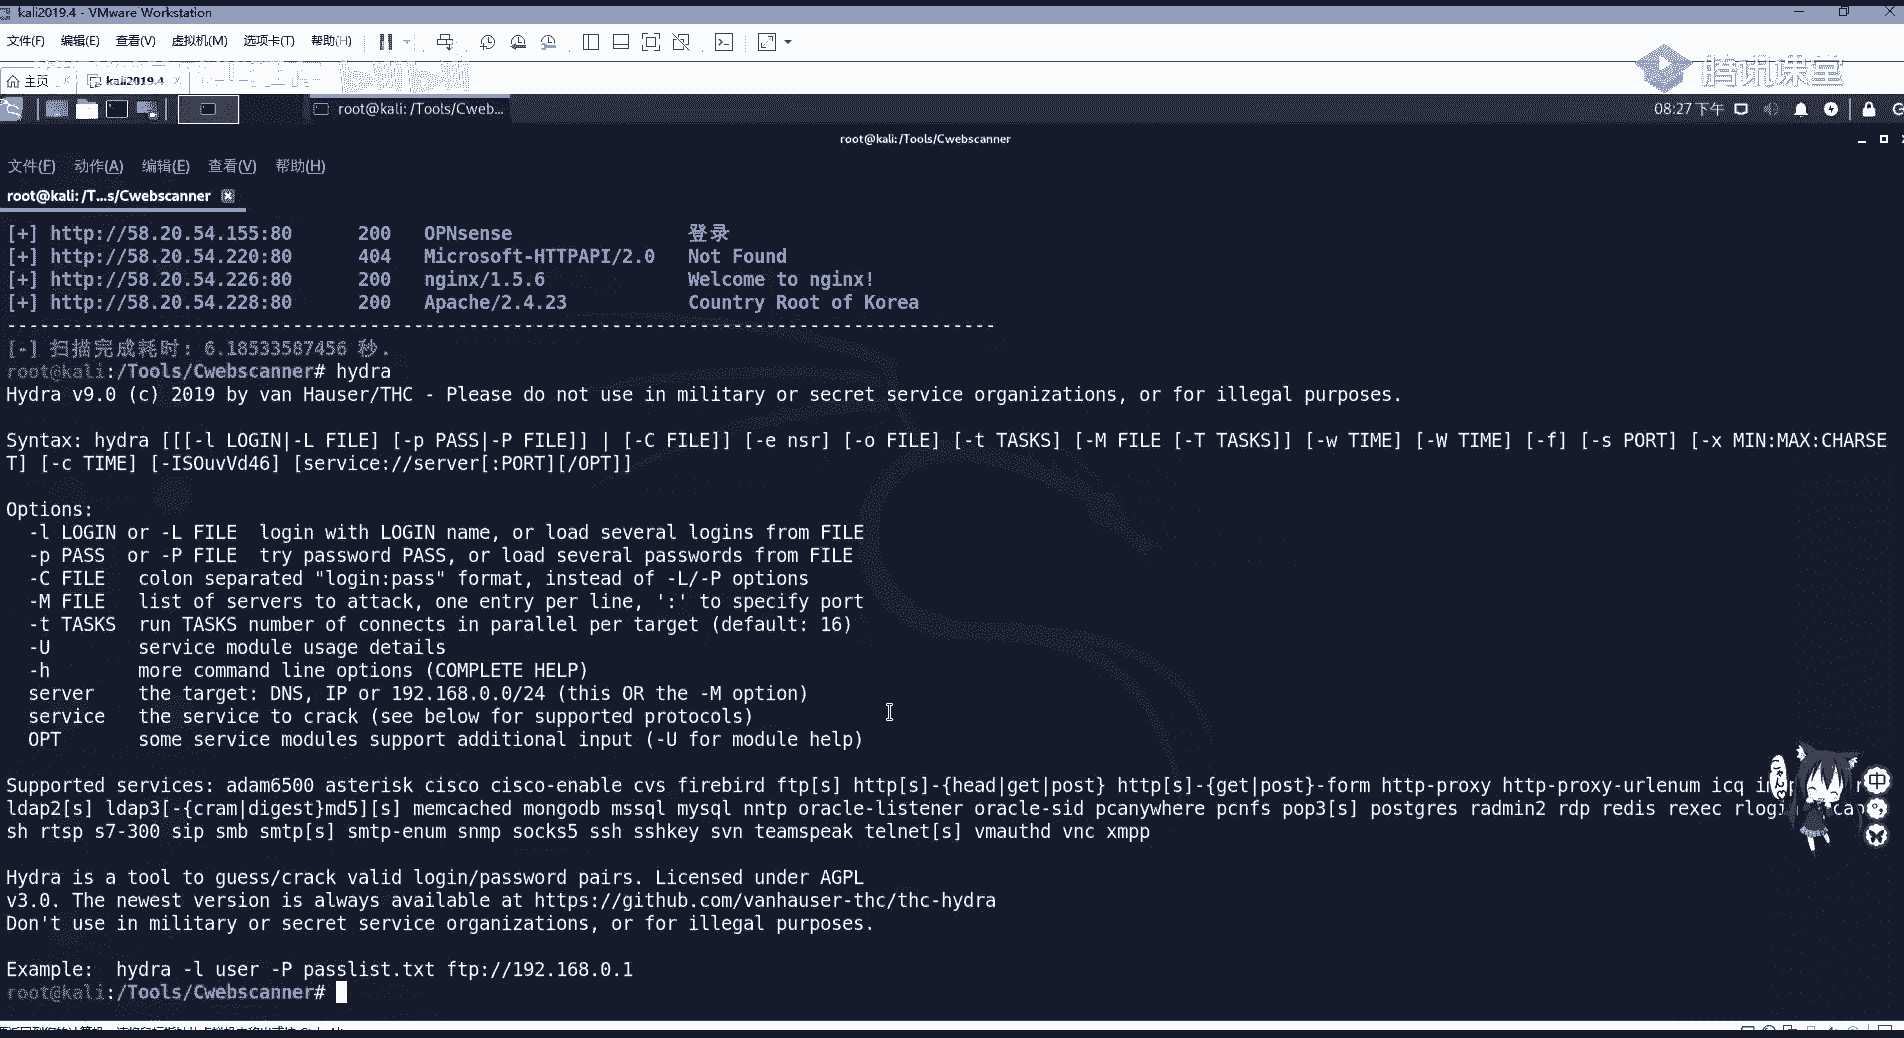 kali2019.4 - VMware Workstation
文件(F) 编辑(E) 查看(V) 虚拟机(M) 选项卡(T) 帮助(H)
主页 kali2019.4
腾讯课堂
root@kali: /Tools/Cweb...
08:27 下午
root@kali:/Tools/Cwebscanner
文件(F) 动作(A) 编辑(E) 查看(V) 帮助(H)
root@kali: /T...s/Cwebscanner
[+] http://58.20.54.155:80 200 OPNsense 登录
[+] http://58.20.54.220:80 404 Microsoft-HTTPAPI/2.0 Not Found
[+] http://58.20.54.226:80 200 nginx/1.5.6 Welcome to nginx!
[+] http://58.20.54.228:80 200 Apache/2.4.23 Country Root of Korea
------------------------------------------------------------------------------------------
[-] 扫描完成耗时: 6.18533587456 秒.
root@kali:/Tools/Cwebscanner# hydra
Hydra v9.0 (c) 2019 by van Hauser/THC - Please do not use in military or secret service organizations, or for illegal purposes.
Syntax: hydra [[[-l LOGIN|-L FILE] [-p PASS|-P FILE]] | [-C FILE]] [-e nsr] [-o FILE] [-t TASKS] [-M FILE [-T TASKS]] [-w TIME] [-W TIME] [-f] [-s PORT] [-x MIN:MAX:CHARSE
T] [-c TIME] [-ISOuvVd46] [service://server[:PORT][/OPT]]
Options:
-l LOGIN or -L FILE login with LOGIN name, or load several logins from FILE
-p PASS or -P FILE try password PASS, or load several passwords from FILE
-C FILE colon separated "login:pass" format, instead of -L/-P options
-M FILE list of servers to attack, one entry per line, ':' to specify port
-t TASKS run TASKS number of connects in parallel per target (default: 16)
-U service module usage details
-h more command line options (COMPLETE HELP)
server the target: DNS, IP or 192.168.0.0/24 (this OR the -M option)
service the service to crack (see below for supported protocols)
OPT some service modules support additional input (-U for module help)
Supported services: adam6500 asterisk cisco cisco-enable cvs firebird ftp[s] http[s]-{head|get|post} http[s]-{get|post}-form http-proxy http-proxy-urlenum icq
ldap2[s] ldap3[-{cram|digest}md5][s] memcached mongodb mssql mysql nntp oracle-listener oracle-sid pcanywhere pcnfs pop3[s] postgres radmin2 rdp redis rexec
sh rtsp s7-300 sip smb smtp[s] smtp-enum snmp socks5 ssh sshkey svn teamspeak telnet[s] vmauthd vnc xmpp
中
Hydra is a tool to guess/crack valid login/password pairs. Licensed under AGPL
v3.0. The newest version is always available at https://github.com/vanhauser-thc/thc-hydra
Don't use in military or secret service organizations, or for illegal purposes.
Example: hydra -l user -P passlist.txt ftp://192.168.0.1
root@kali:/Tools/Cwebscanner#